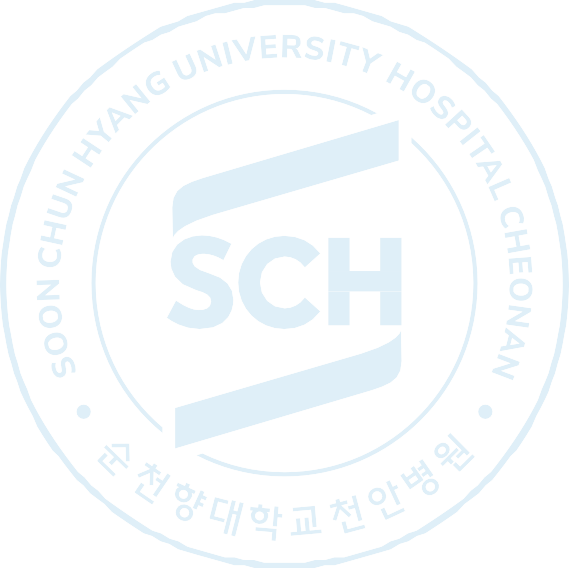 SOON CHUN HYANG UNIVERSITY HOSPITAL CHEONAN
SCH
순천향대학교천안병원